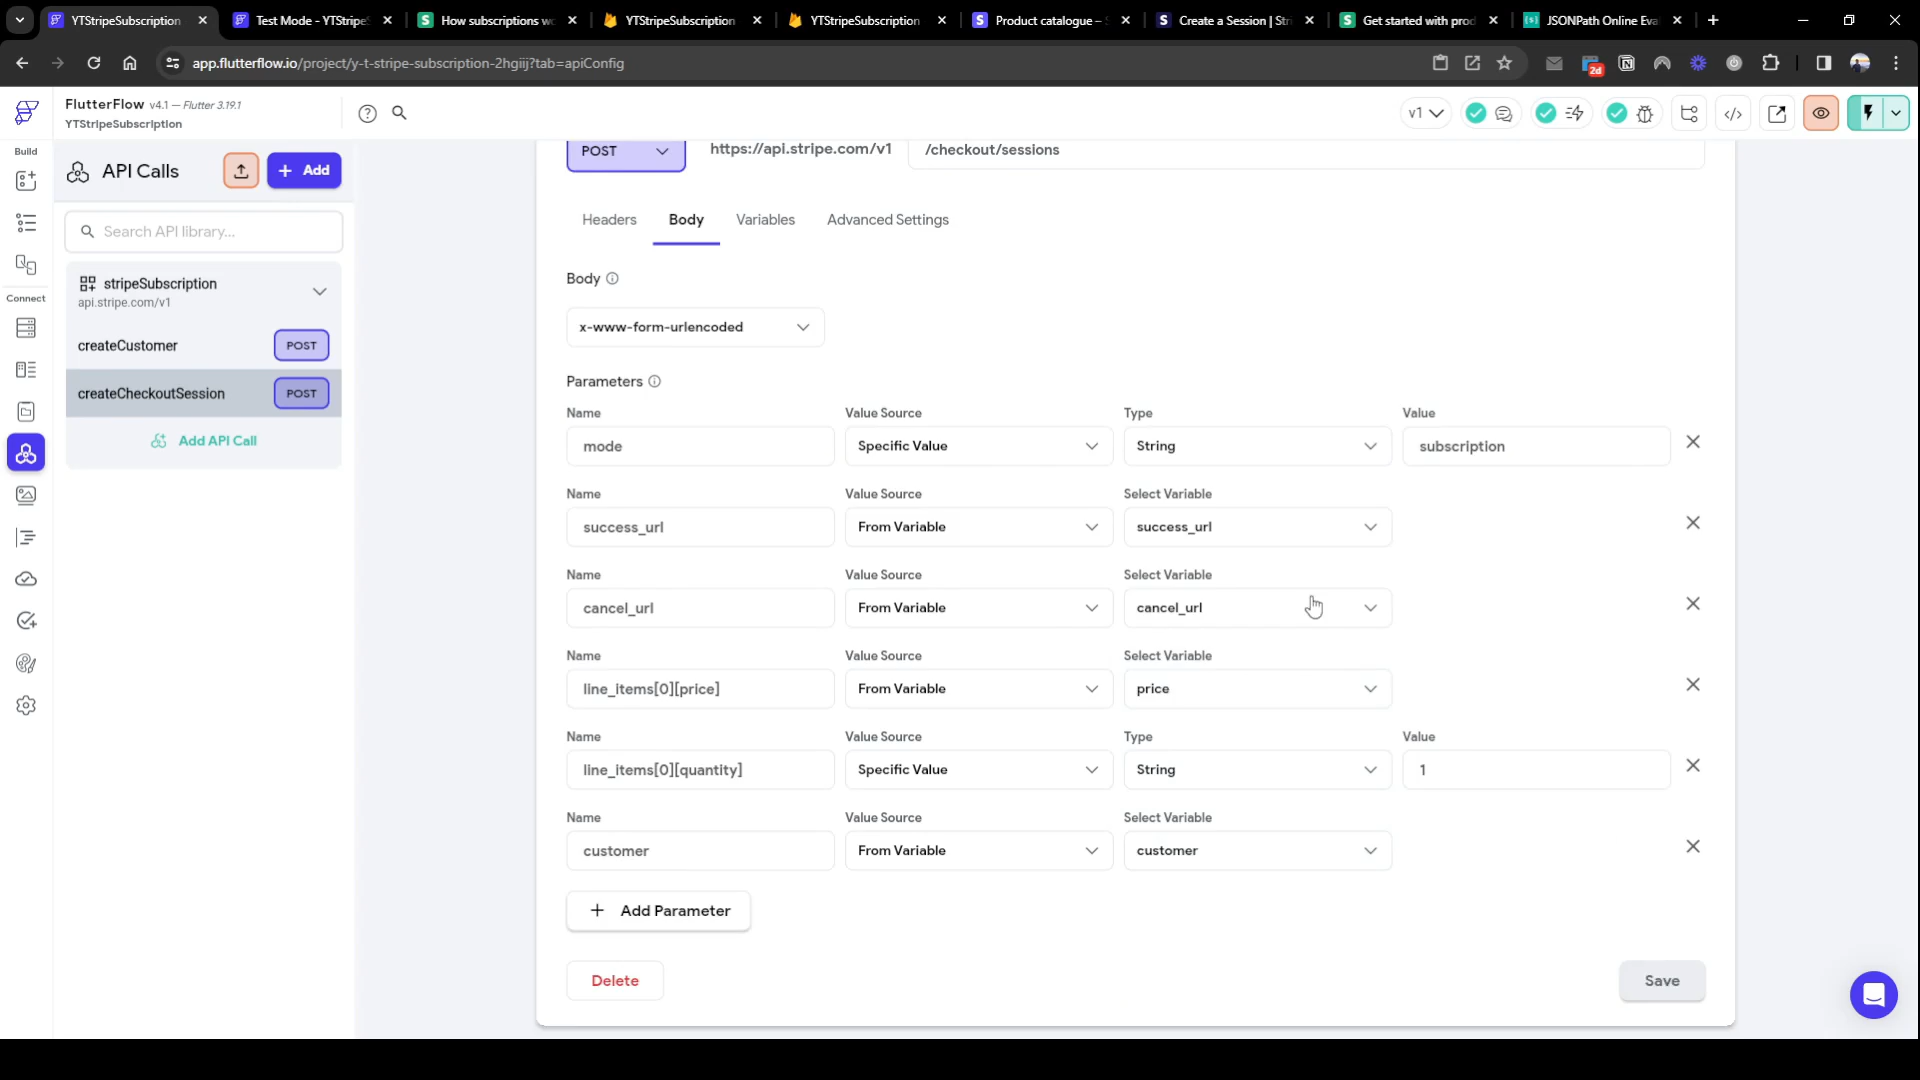 YTStripeSubscription
Test Mode - YTStripeS
How subscriptions wo
YTStripeSubscription
YTStripeSubscription
Product catalogue – S
Create a Session | Stri
Get started with prod
JSONPath Online Eval
app.flutterflow.io/project/y-t-stripe-subscription-2hgiij?tab=apiConfig
2d
FlutterFlow v4.1 — Flutter 3.19.1
YTStripeSubscription
v1
Build
Connect
API Calls
+ Add
Search API library...
stripeSubscription
api.stripe.com/v1
createCustomer POST
createCheckoutSession POST
Add API Call
POST https://api.stripe.com/v1 /checkout/sessions
Headers Body Variables Advanced Settings
Body
x-www-form-urlencoded
Parameters
Name Value Source Type Value
mode Specific Value String subscription
Name Value Source Select Variable
success_url From Variable success_url
Name Value Source Select Variable
cancel_url From Variable cancel_url
Name Value Source Select Variable
line_items[0][price] From Variable price
Name Value Source Type Value
line_items[0][quantity] Specific Value String 1
Name Value Source Select Variable
customer From Variable customer
+ Add Parameter
Delete Save